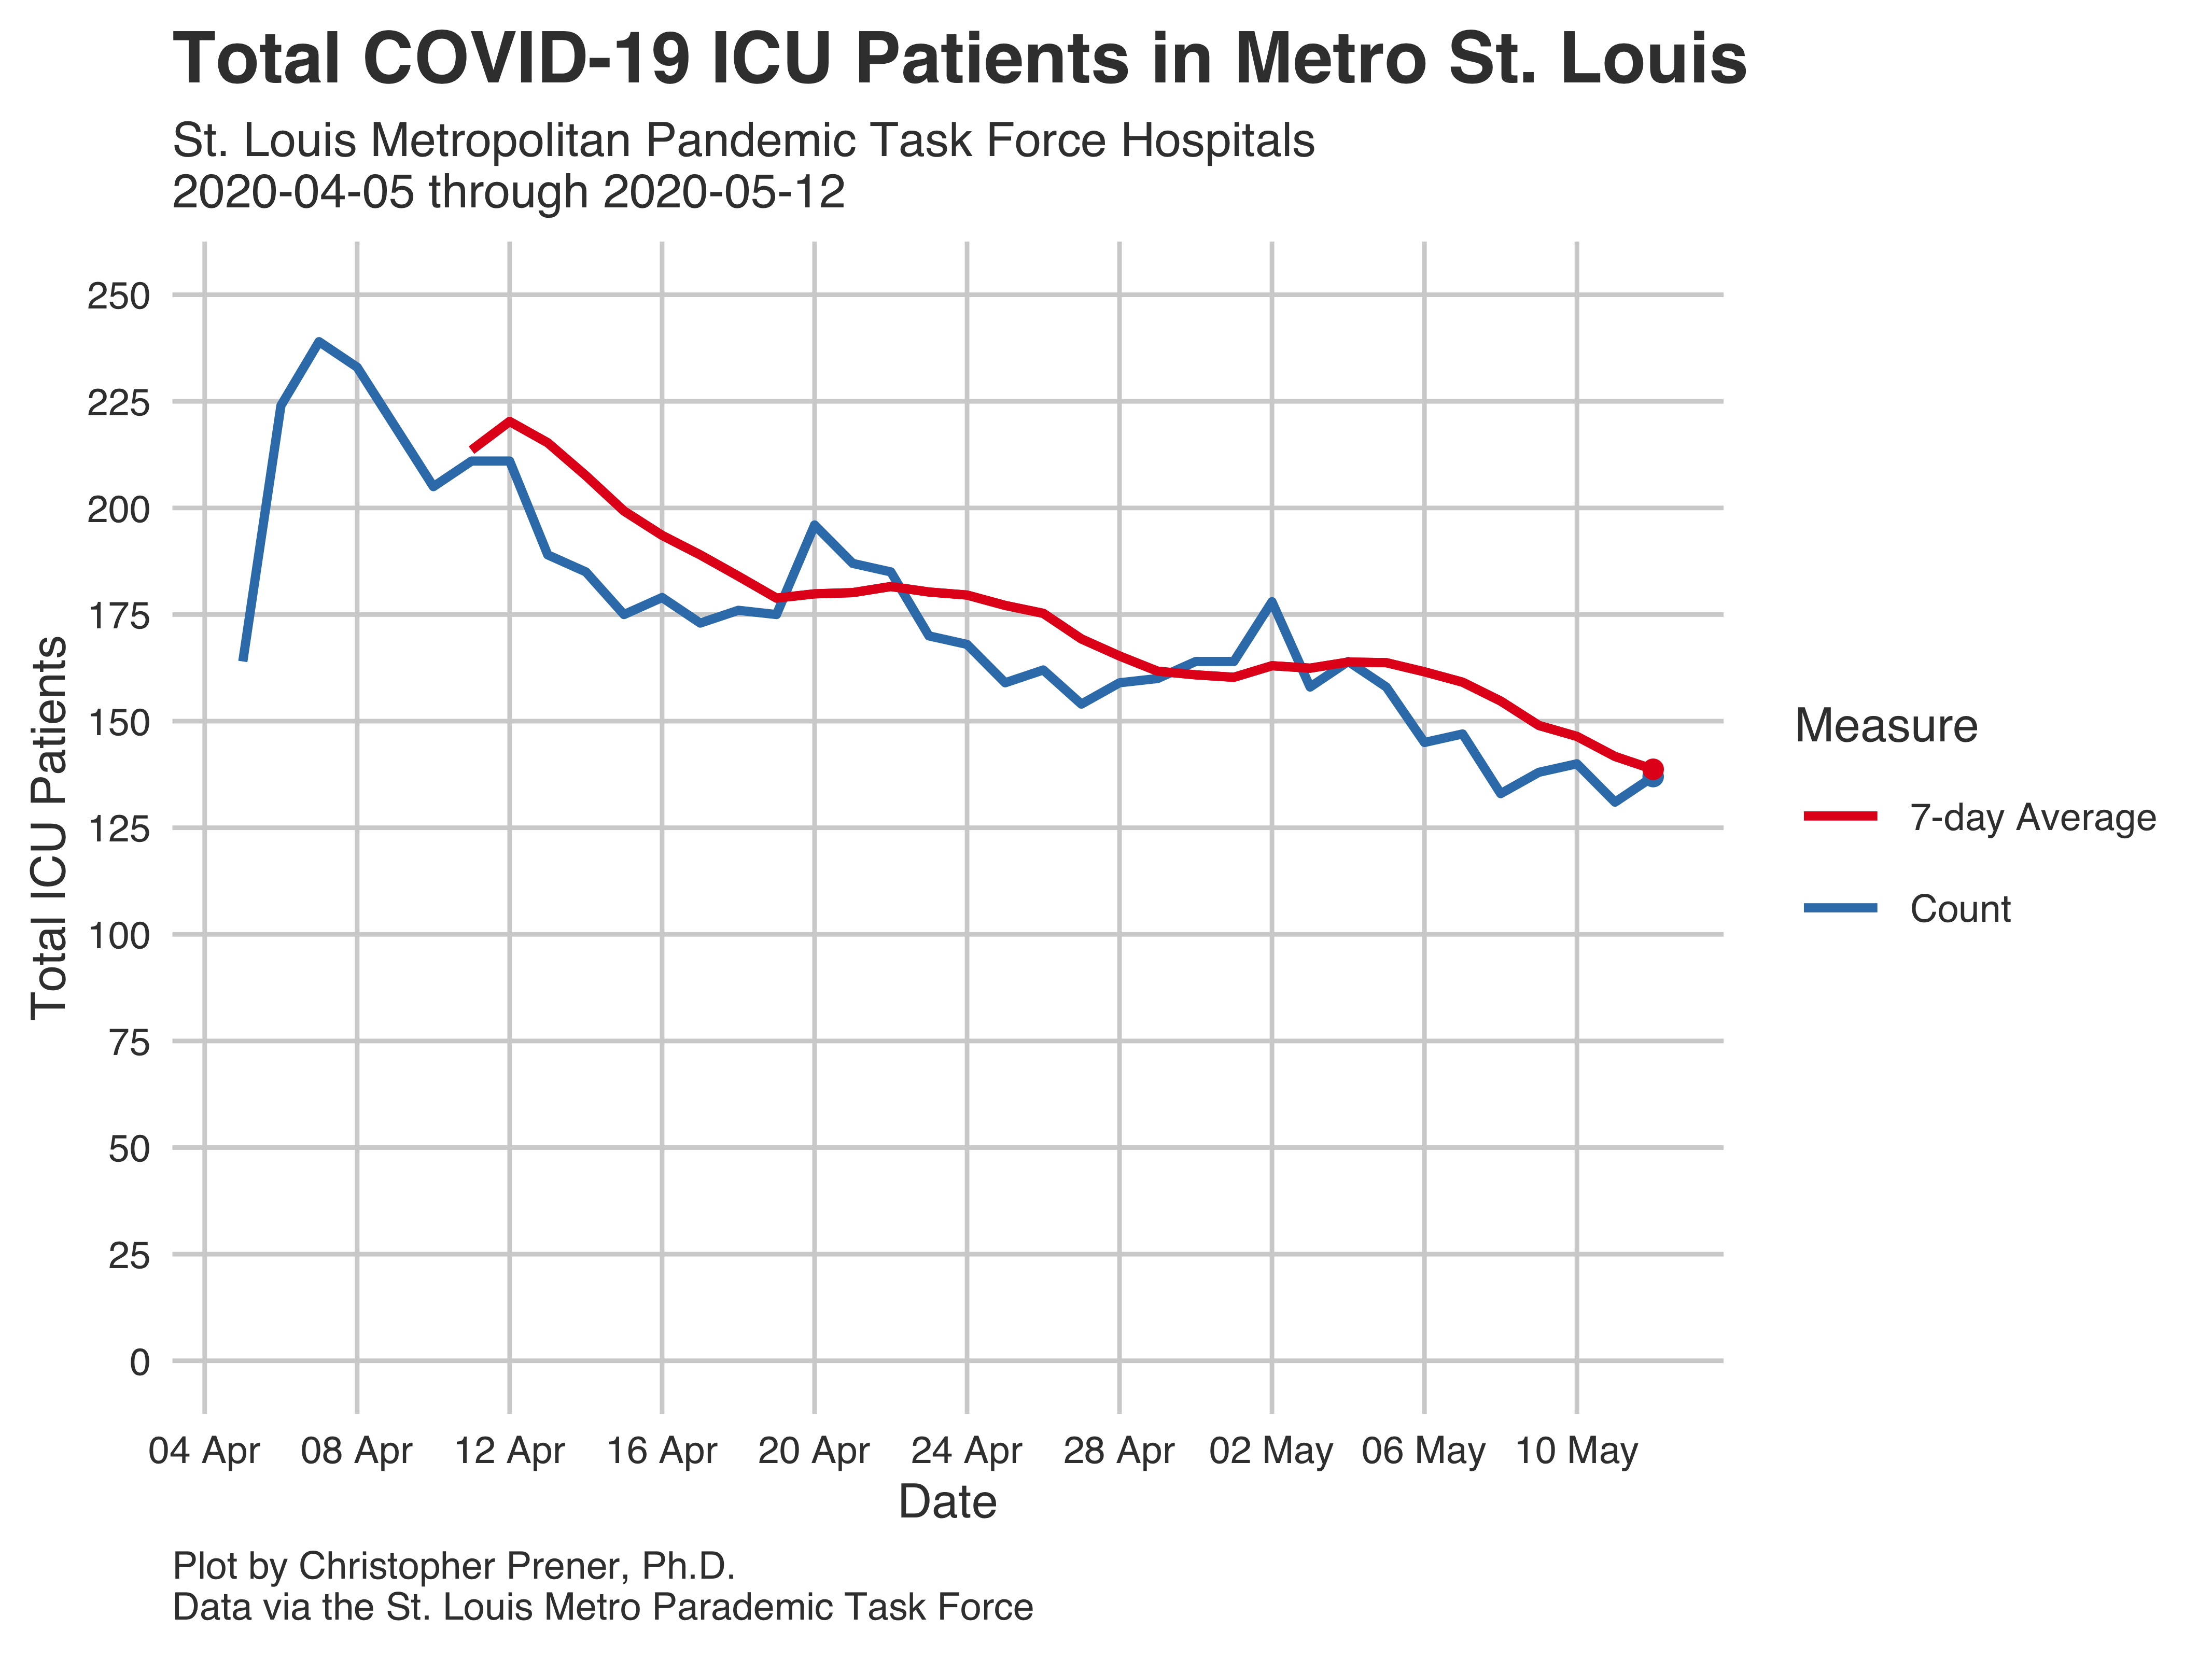 Total COVID-19 ICU Patients in Metro St. Louis
St. Louis Metropolitan Pandemic Task Force Hospitals
2020-04-05 through 2020-05-12
250
225
200
175
150
125
100
75
50
25
0
Total ICU Patients
04 Apr 08 Apr 12 Apr 16 Apr 20 Apr 24 Apr 28 Apr 02 May 06 May 10 May
Date
Measure
7-day Average
Count
Plot by Christopher Prener, Ph.D.
Data via the St. Louis Metro Parademic Task Force